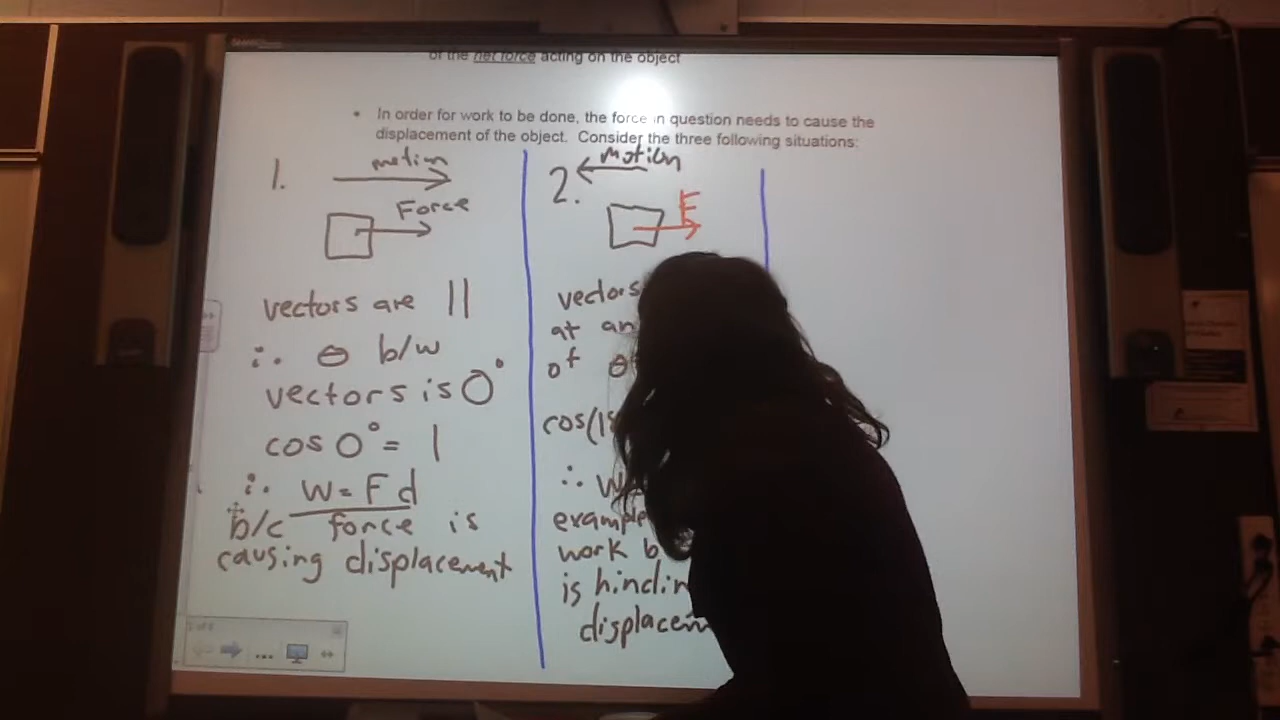 of the net force acting on the object
• In order for work to be done, the force in question needs to cause the
displacement of the object. Consider the three following situations:
1.
motion
Force
vectors are ||
∴ θ b/w
vectors is 0°
cos 0° = 1
∴ W = Fd
b/c force is
causing displacement
2.
motion
F
vectors
at an
of θ
cos(18
∴ W
example
work b
is hindin
displacem